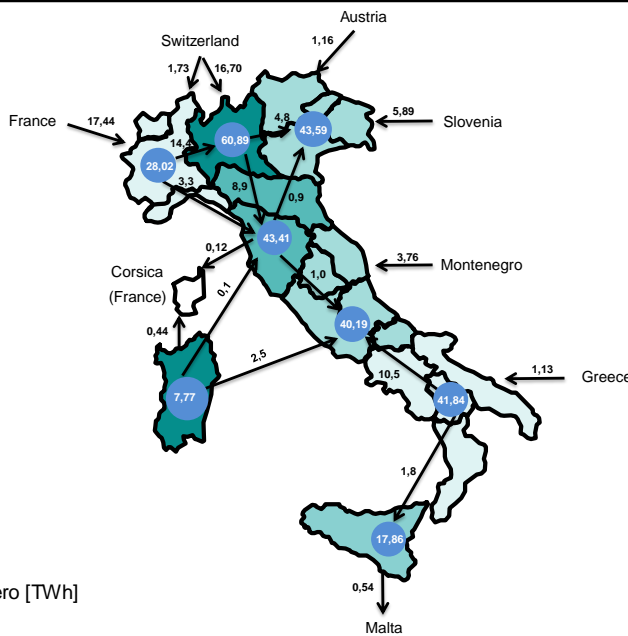 Austria
1,16
Switzerland
1,73
16,70
France
17,44
4,8
43,59
5,89
Slovenia
14,4
60,89
28,02
3,3
8,9
0,9
43,41
0,12
1,0
3,76
Montenegro
Corsica
(France)
0,1
0,44
40,19
2,5
10,5
1,13
Greece
7,77
41,84
1,8
17,86
0,54
ero [TWh]
Malta